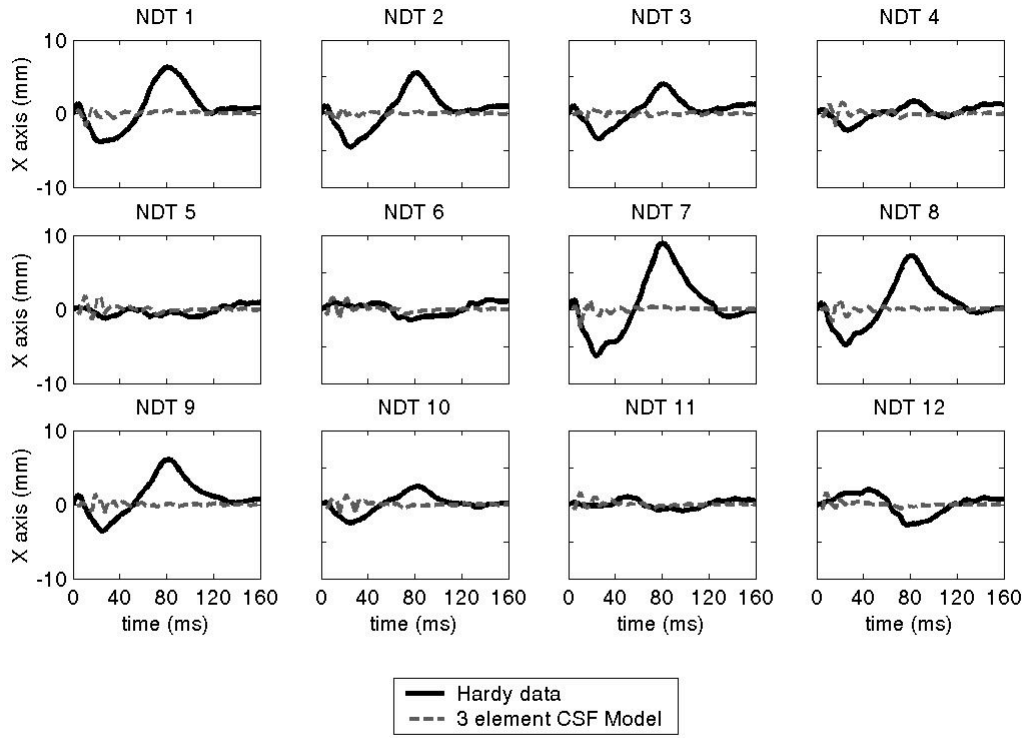 NDT 1 NDT 2 NDT 3 NDT 4
10
0
-10
X axis (mm)
NDT 5 NDT 6 NDT 7 NDT 8
10
0
-10
X axis (mm)
NDT 9 NDT 10 NDT 11 NDT 12
10
0
-10
X axis (mm)
0 40 80 120 160 0 40 80 120 160 0 40 80 120 160 0 40 80 120 160
time (ms) time (ms) time (ms) time (ms)
Hardy data
3 element CSF Model